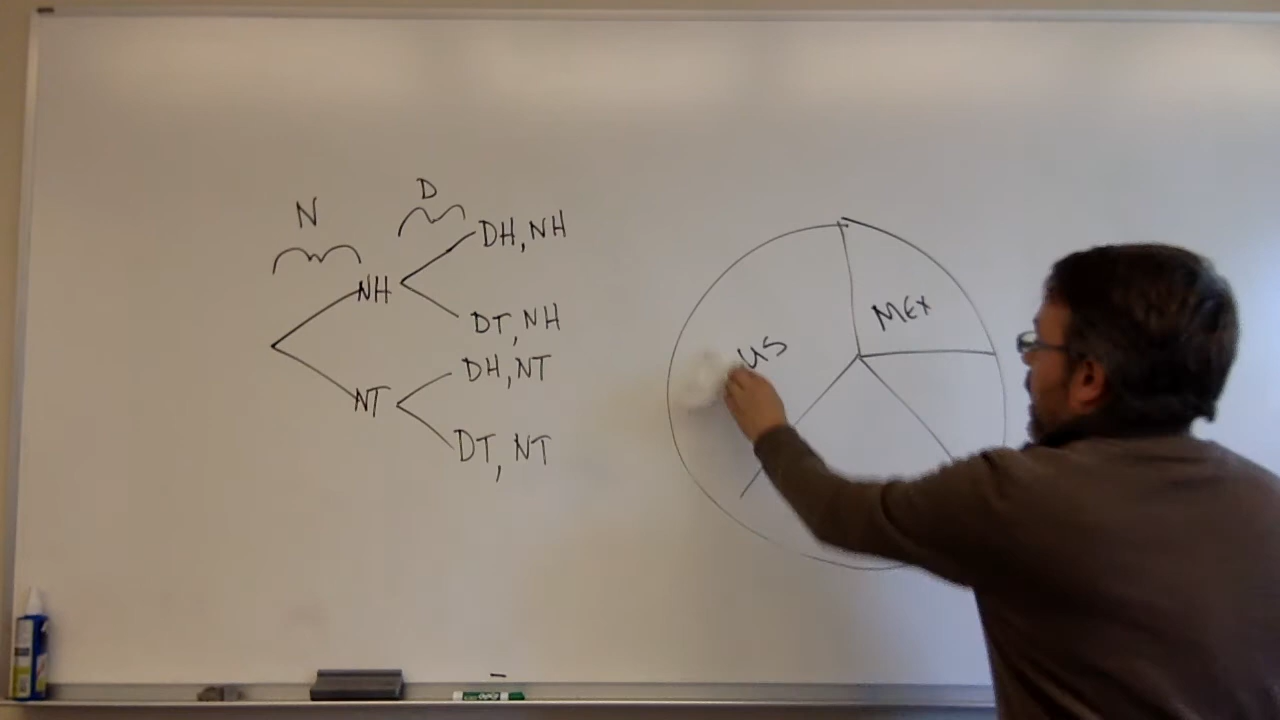 N
D
DH, NH
NH
DT, NH
DH, NT
NT
DT, NT
MEX
US